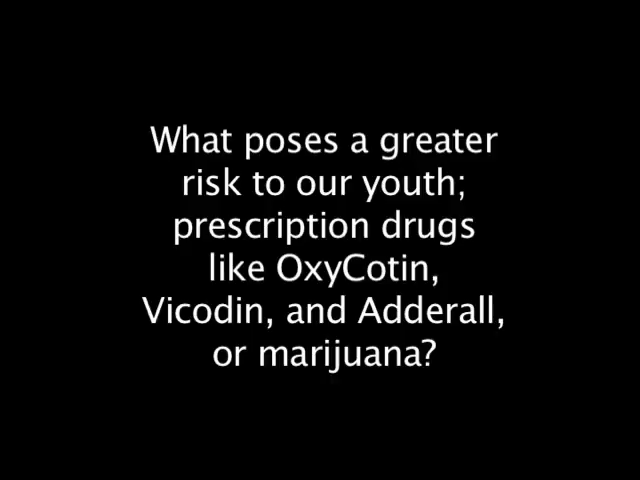 What poses a greater
risk to our youth;
prescription drugs
like OxyCotin,
Vicodin, and Adderall,
or marijuana?